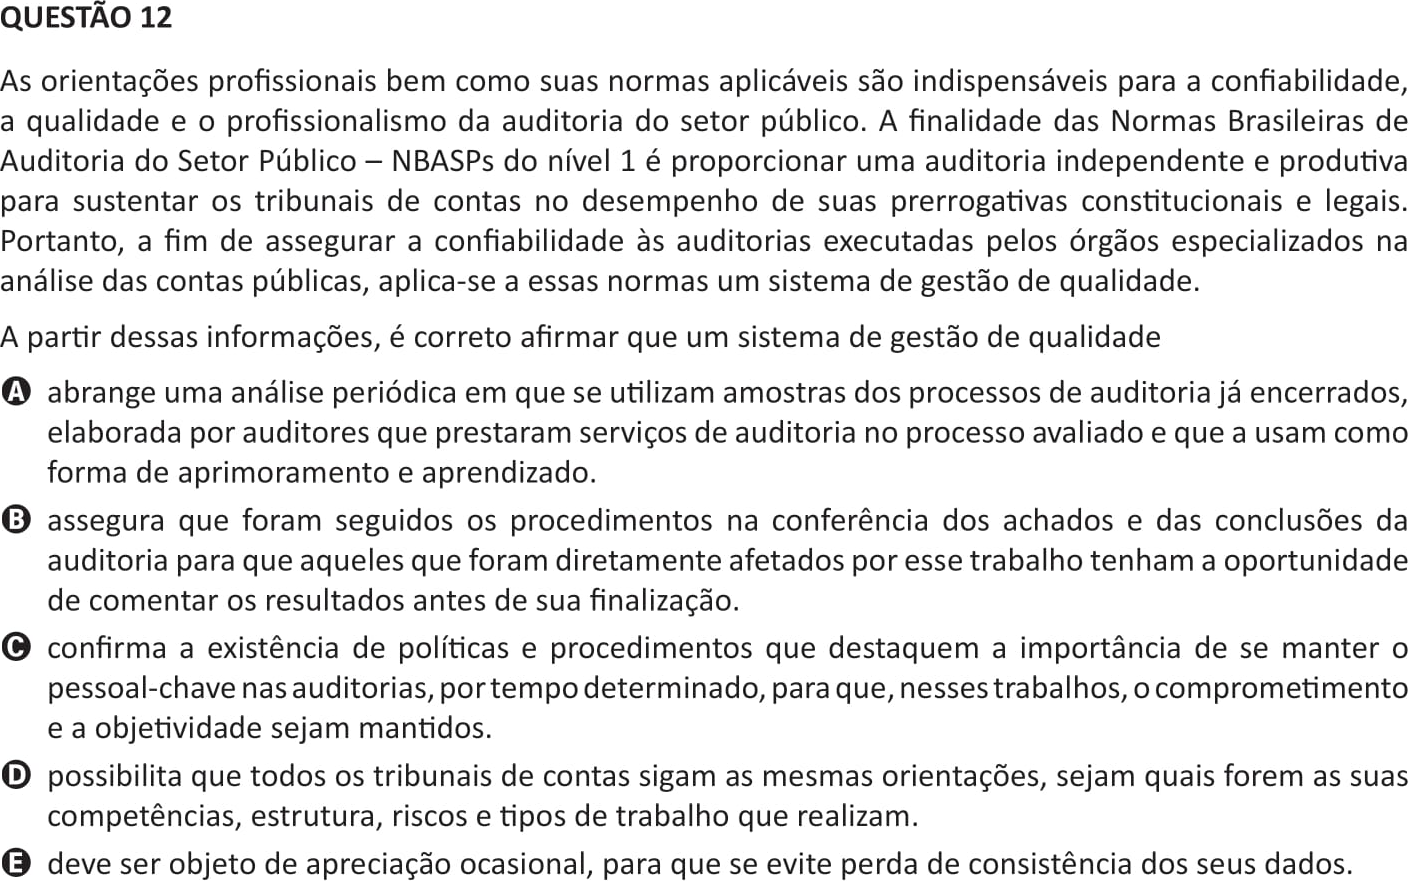 QUESTÃO 12
As orientações profissionais bem como suas normas aplicáveis são indispensáveis para a confiabilidade,
a qualidade e o profissionalismo da auditoria do setor público. A finalidade das Normas Brasileiras de
Auditoria do Setor Público – NBASPs do nível 1 é proporcionar uma auditoria independente e produtiva
para sustentar os tribunais de contas no desempenho de suas prerrogativas constitucionais e legais.
Portanto, a fim de assegurar a confiabilidade às auditorias executadas pelos órgãos especializados na
análise das contas públicas, aplica-se a essas normas um sistema de gestão de qualidade.
A partir dessas informações, é correto afirmar que um sistema de gestão de qualidade
A abrange uma análise periódica em que se utilizam amostras dos processos de auditoria já encerrados,
elaborada por auditores que prestaram serviços de auditoria no processo avaliado e que a usam como
forma de aprimoramento e aprendizado.
B assegura que foram seguidos os procedimentos na conferência dos achados e das conclusões da
auditoria para que aqueles que foram diretamente afetados por esse trabalho tenham a oportunidade
de comentar os resultados antes de sua finalização.
C confirma a existência de políticas e procedimentos que destaquem a importância de se manter o
pessoal-chave nas auditorias, por tempo determinado, para que, nesses trabalhos, o comprometimento
e a objetividade sejam mantidos.
D possibilita que todos os tribunais de contas sigam as mesmas orientações, sejam quais forem as suas
competências, estrutura, riscos e tipos de trabalho que realizam.
E deve ser objeto de apreciação ocasional, para que se evite perda de consistência dos seus dados.